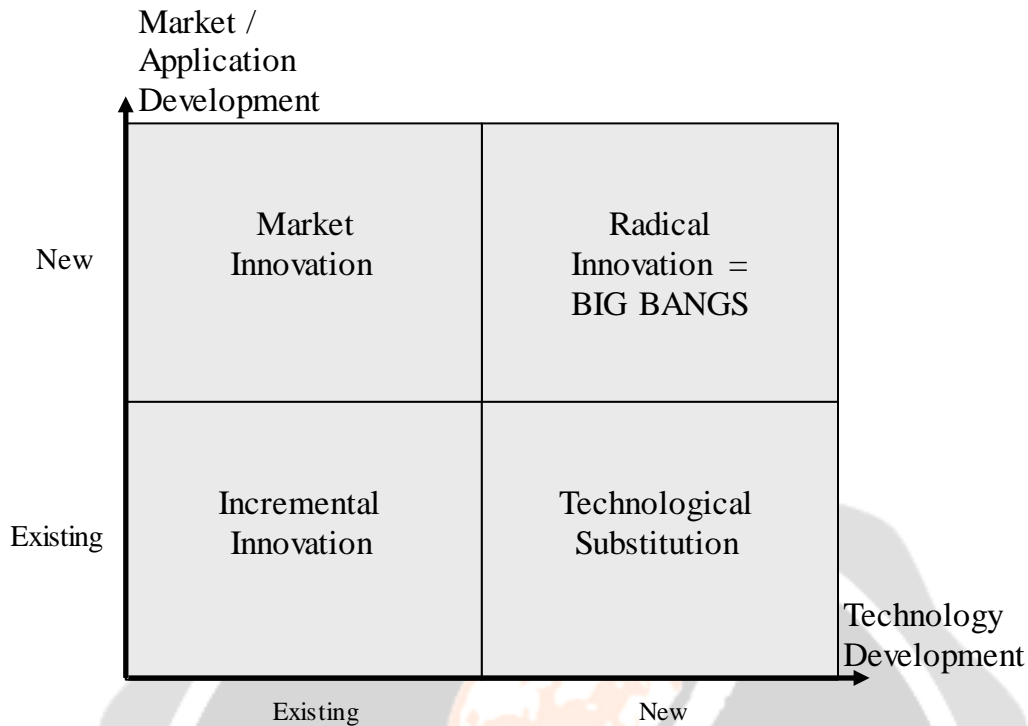 Market /
Application
Development
New
Market
Innovation
Radical
Innovation =
BIG BANGS
Existing
Incremental
Innovation
Technological
Substitution
Technology
Development
Existing
New